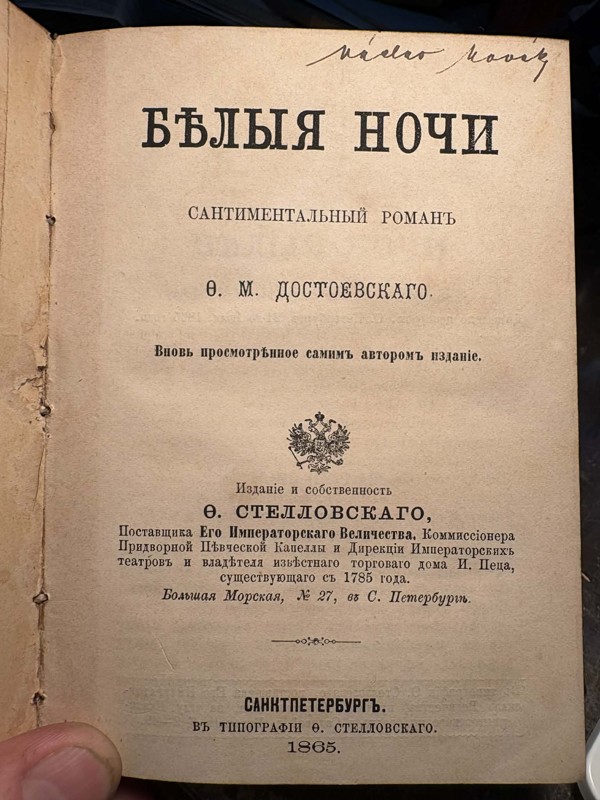 Václav Novák
БѢЛЫЯ НОЧИ
САНТИМЕНТАЛЬНЫЙ РОМАНЪ
Ѳ. М. ДОСТОЕВСКАГО.
Вновь просмотрѣнное самимъ авторомъ изданіе.
Изданіе и собственность
Ѳ. СТЕЛЛОВСКАГО,
Поставщика Его Императорскаго Величества, Коммиссіонера
Придворной Пѣвческой Капеллы и Дирекціи Императорскихъ
театровъ и владѣтеля извѣстнаго торговаго дома И. Пеца,
существующаго съ 1785 года.
Большая Морская, № 27, въ С. Петербургѣ.
САНКТПЕТЕРБУРГЪ.
ВЪ ТИПОГРАФІИ Ѳ. СТЕЛЛОВСКАГО.
1865.